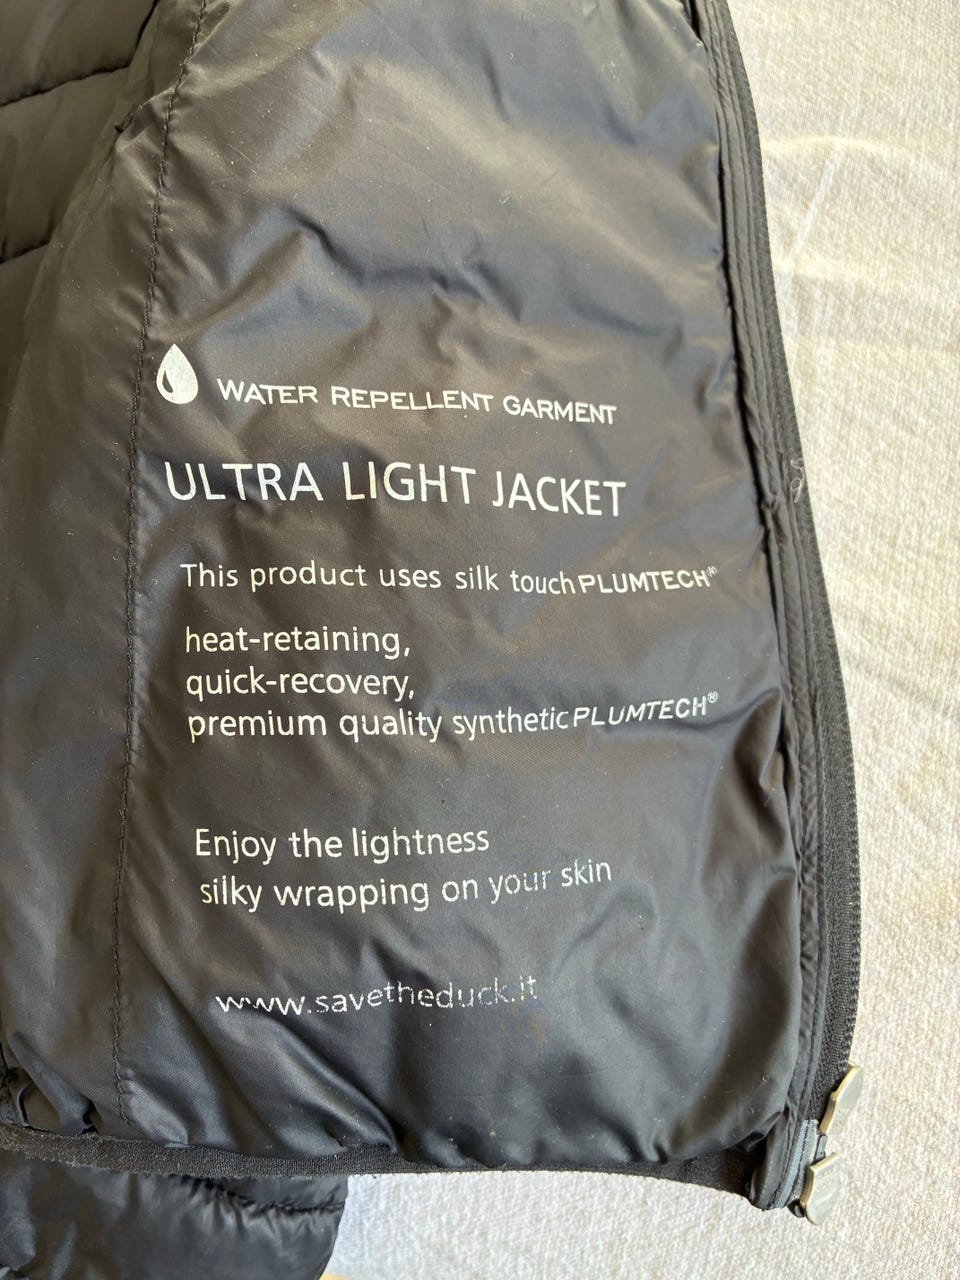 WATER REPELLENT GARMENT
ULTRA LIGHT JACKET
This product uses silk touch PLUMTECH®
heat-retaining,
quick-recovery,
premium quality synthetic PLUMTECH®
Enjoy the lightness
silky wrapping on your skin
www.savetheduck.it